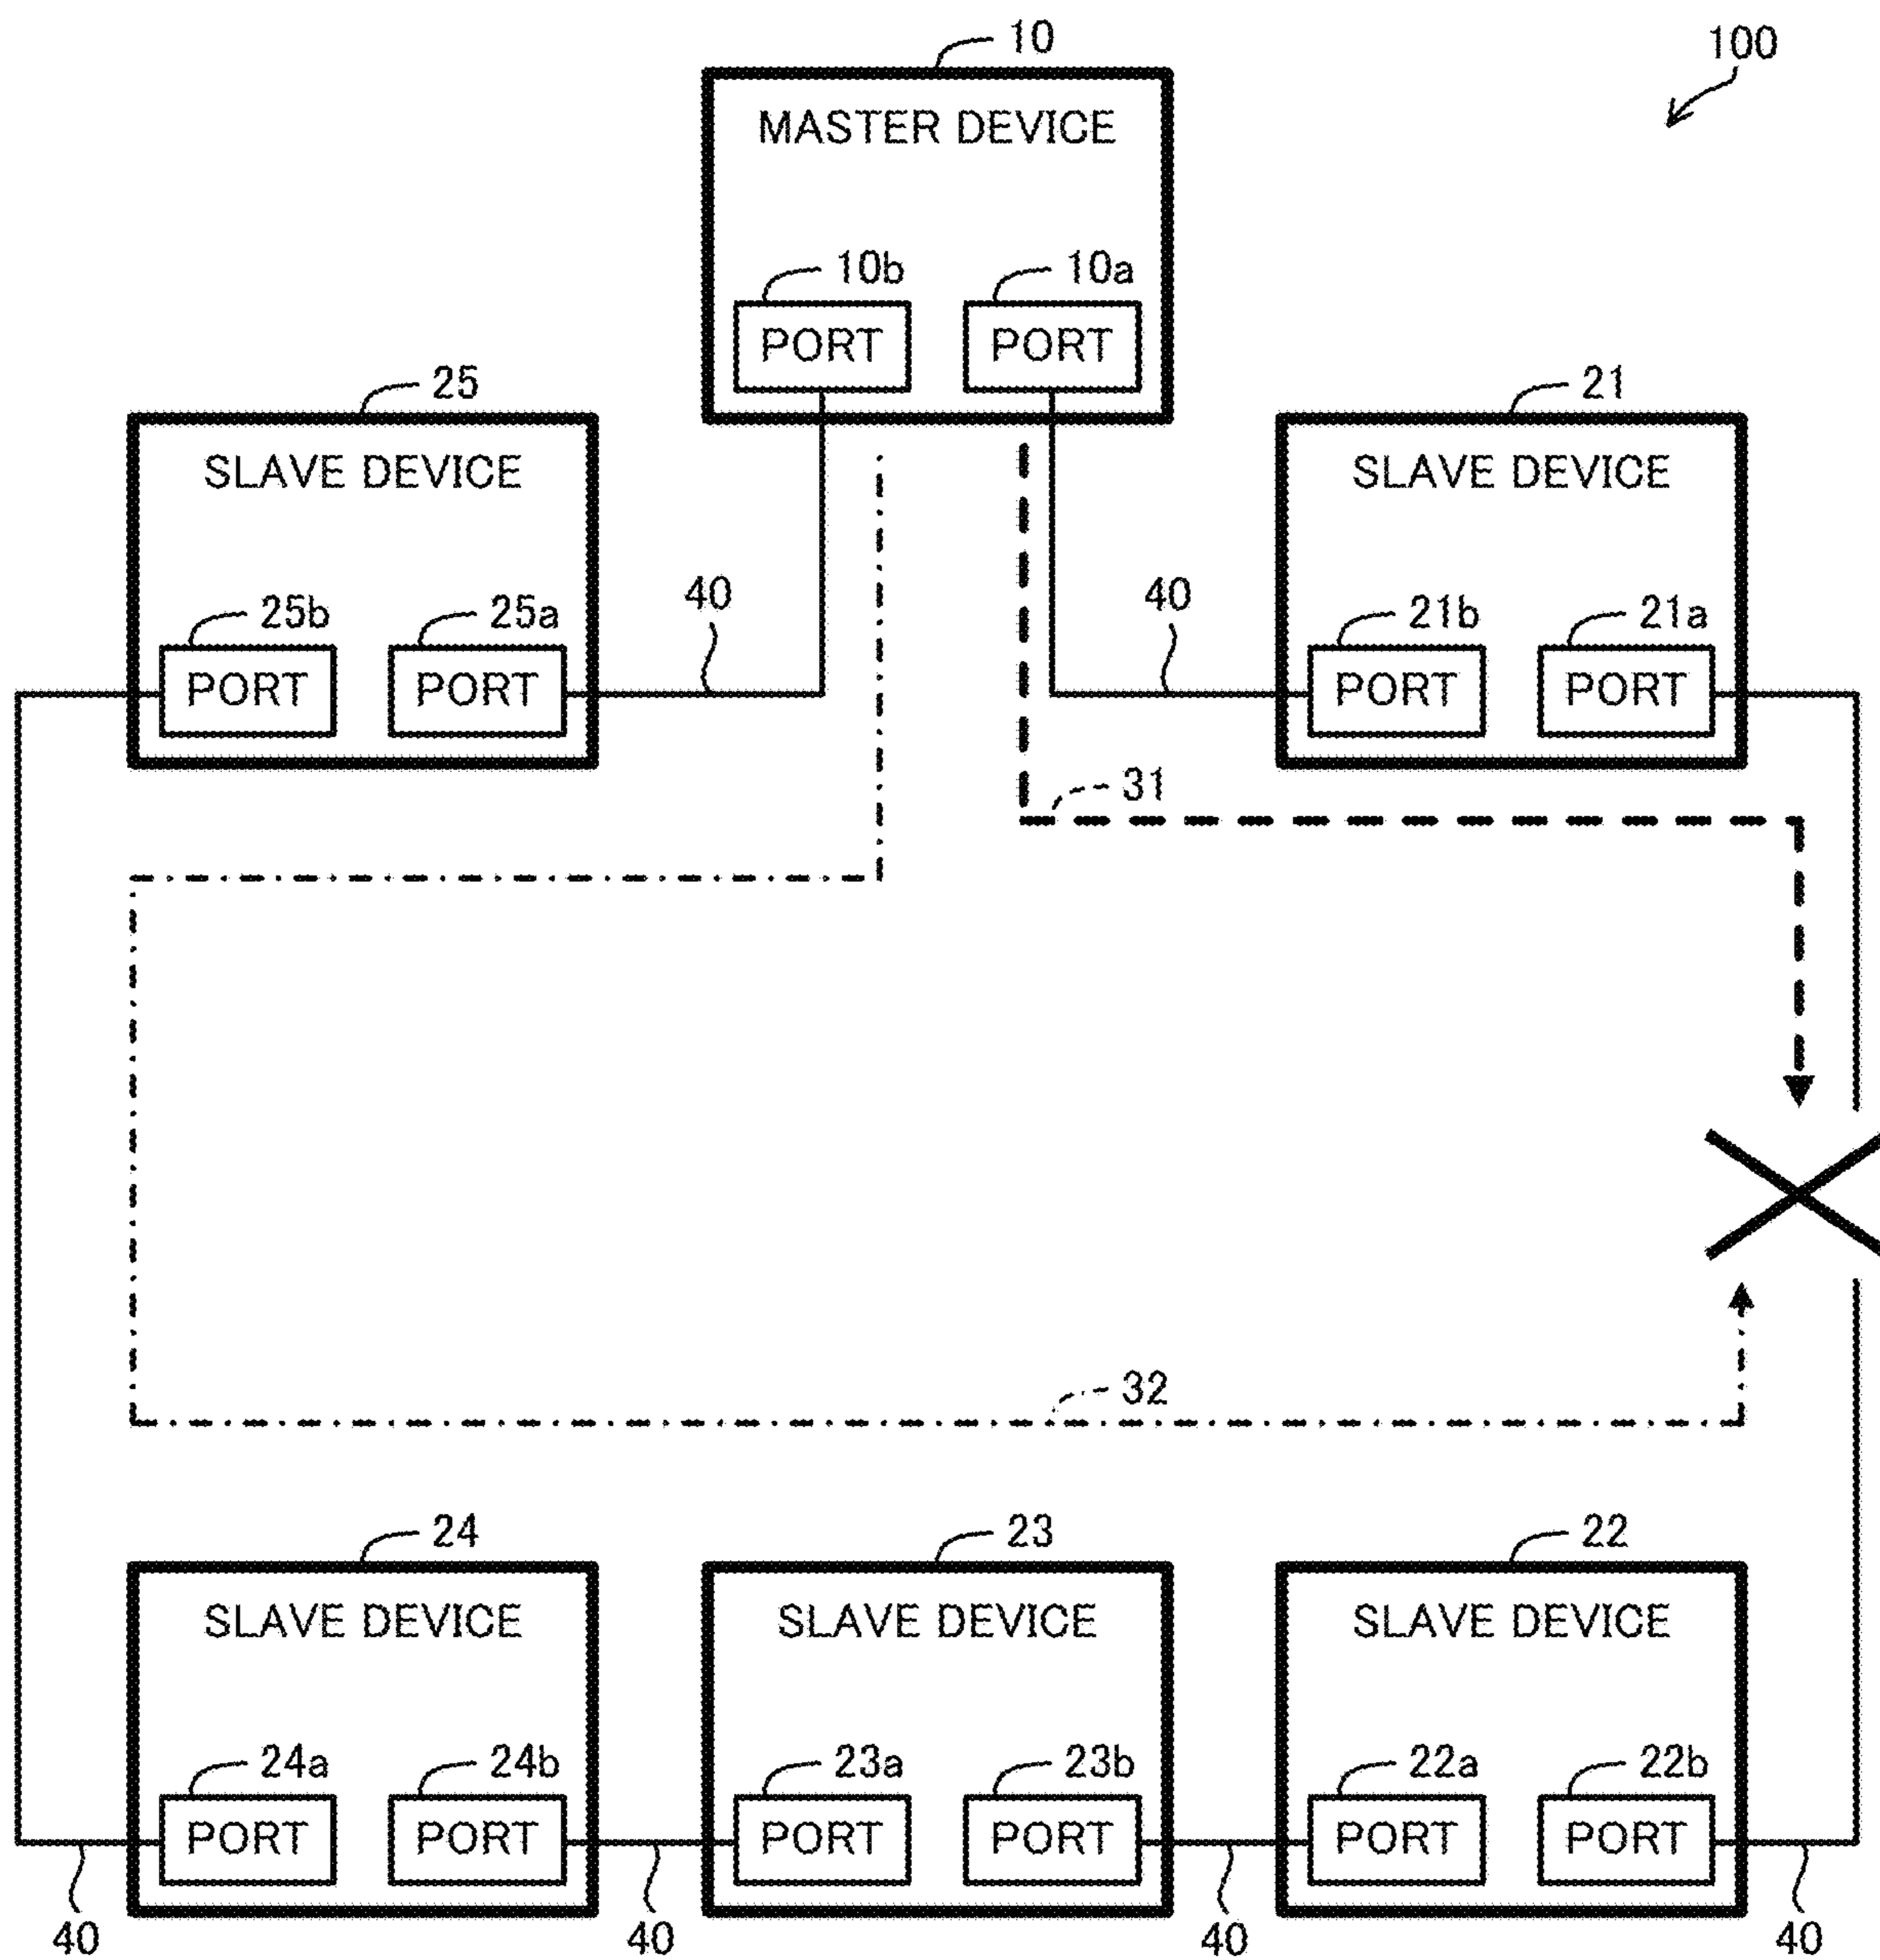 10
100
MASTER DEVICE
10b
10a
PORT
PORT
25
21
SLAVE DEVICE
SLAVE DEVICE
25b
25a
40
40
21b
21a
PORT
PORT
PORT
PORT
31
32
24
23
22
SLAVE DEVICE
SLAVE DEVICE
SLAVE DEVICE
24a
24b
23a
23b
22a
22b
PORT
PORT
PORT
PORT
PORT
PORT
40
40
40
40